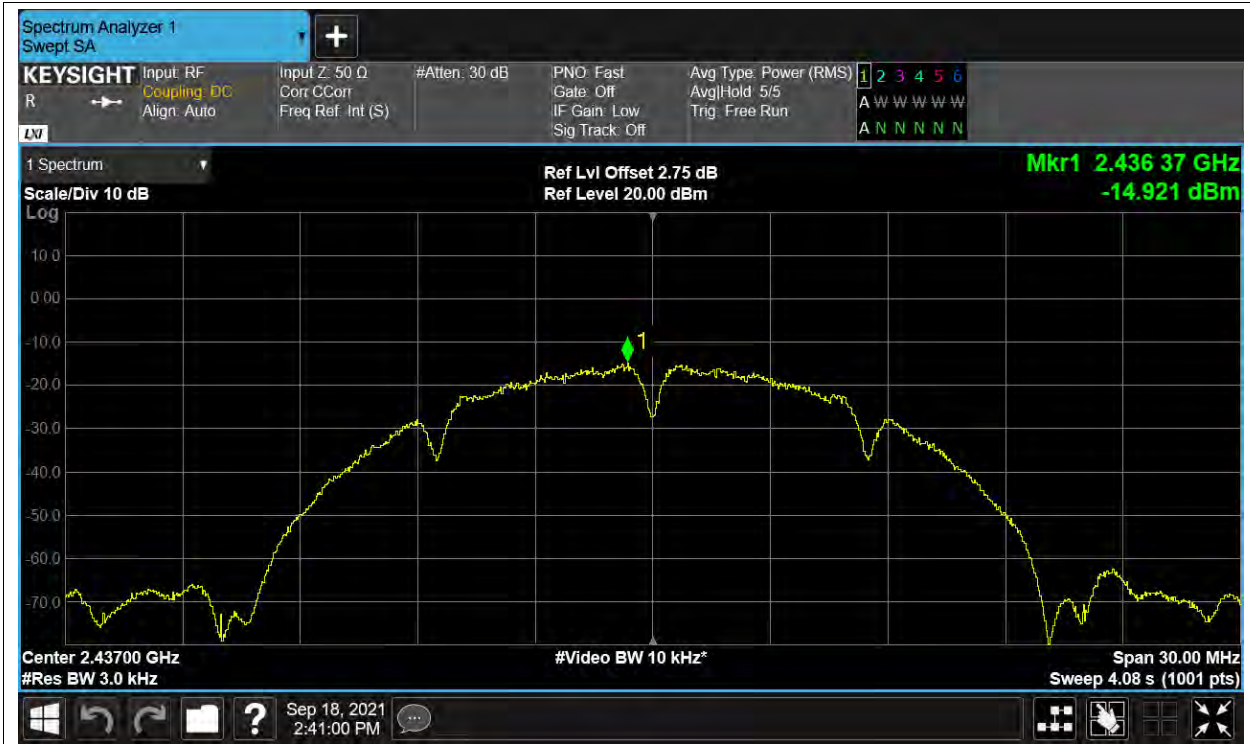 Spectrum Analyzer 1
Swept SA
+
KEYSIGHT
R
LXI
Input: RF
Coupling: DC
Align: Auto
Input Z: 50 Ω
Corr CCorr
Freq Ref: Int (S)
#Atten: 30 dB
PNO: Fast
Gate: Off
IF Gain: Low
Sig Track: Off
Avg Type: Power (RMS)
Avg|Hold: 5/5
Trig: Free Run
1 2 3 4 5 6
A W W W W W
A N N N N N
1 Spectrum
Scale/Div 10 dB
Log
Ref Lvl Offset 2.75 dB
Ref Level 20.00 dBm
Mkr1 2.436 37 GHz
-14.921 dBm
10.0
0.00
-10.0
-20.0
-30.0
-40.0
-50.0
-60.0
-70.0
1
Center 2.43700 GHz
#Res BW 3.0 kHz
#Video BW 10 kHz*
Span 30.00 MHz
Sweep 4.08 s (1001 pts)
?
Sep 18, 2021
2:41:00 PM